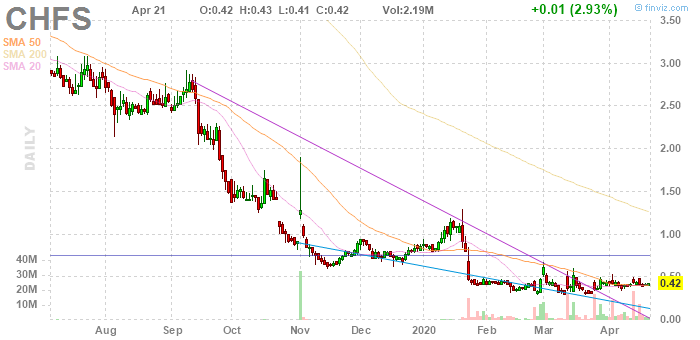 CHFS
Apr 21
O:0.42 H:0.43 L:0.41 C:0.42 Vol:2.19M
+0.01 (2.93%)
© finviz.com
SMA 50
SMA 200
SMA 20
DAILY
3.50
3.00
2.50
2.00
1.50
1.00
0.50
0.42
0.00
40M
30M
20M
10M
Aug Sep Oct Nov Dec 2020 Feb Mar Apr